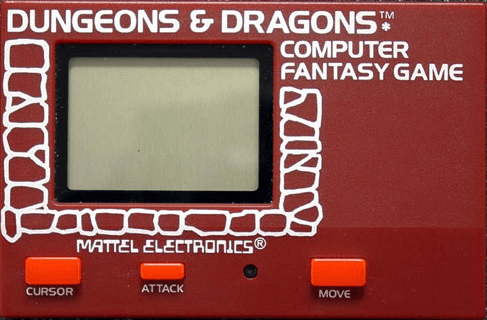 DUNGEONS & DRAGONS™*
COMPUTER
FANTASY GAME
MATTEL ELECTRONICS®
CURSOR
ATTACK
MOVE